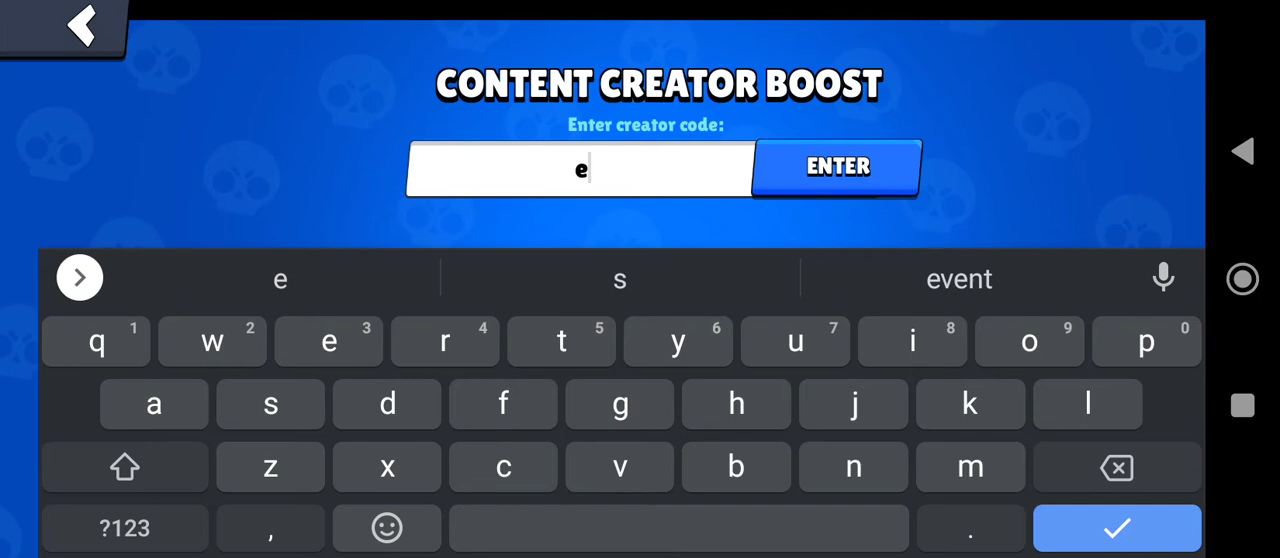 CONTENT CREATOR BOOST
Enter creator code:
e
ENTER
e s event
q 1 w 2 e 3 r 4 t 5 y 6 u 7 i 8 o 9 p 0
a s d f g h j k l
z x c v b n m
?123 , .